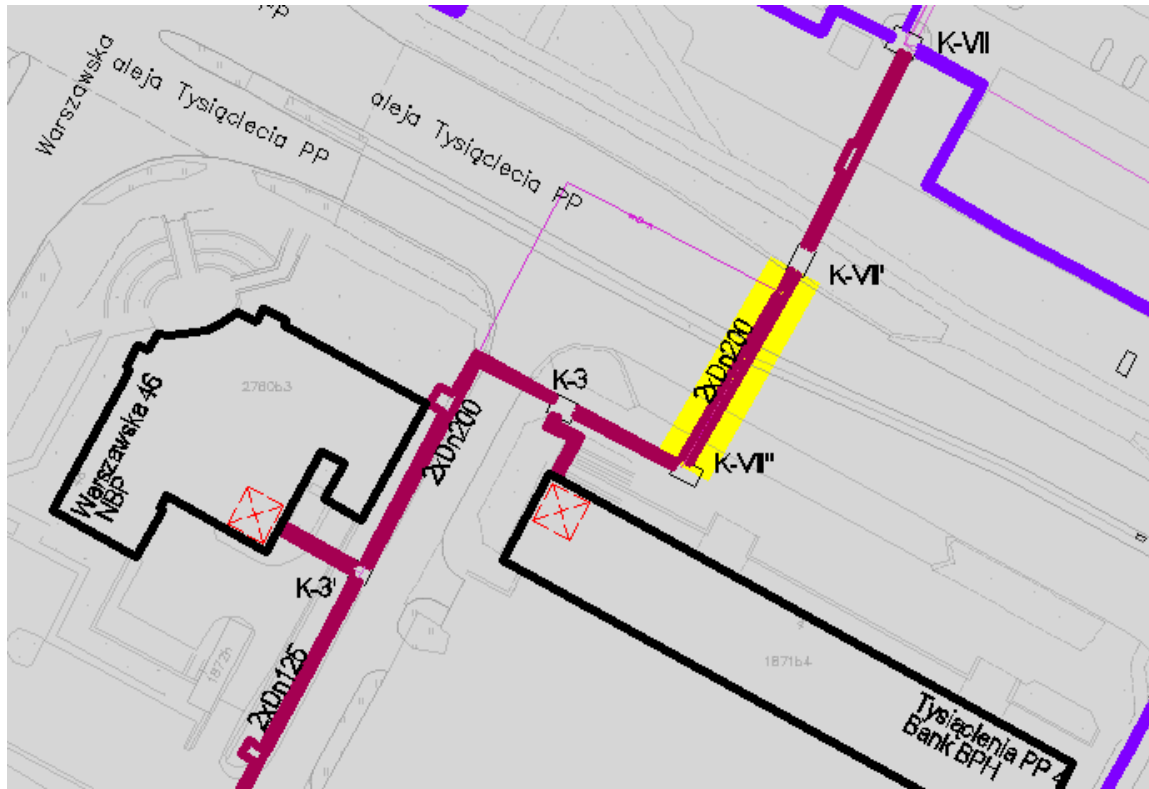 K-VII
Warszawska
aleja Tysiąclecia PP
aleja Tysiąclecia PP
K-VII'
2xDn200
K-3
2760b3
Warszawska 46
NBP
2xDn200
K-VII"
K-3'
1872n
1871b4
2xDn125
Tysiąclenia PP 4
Bank BPH